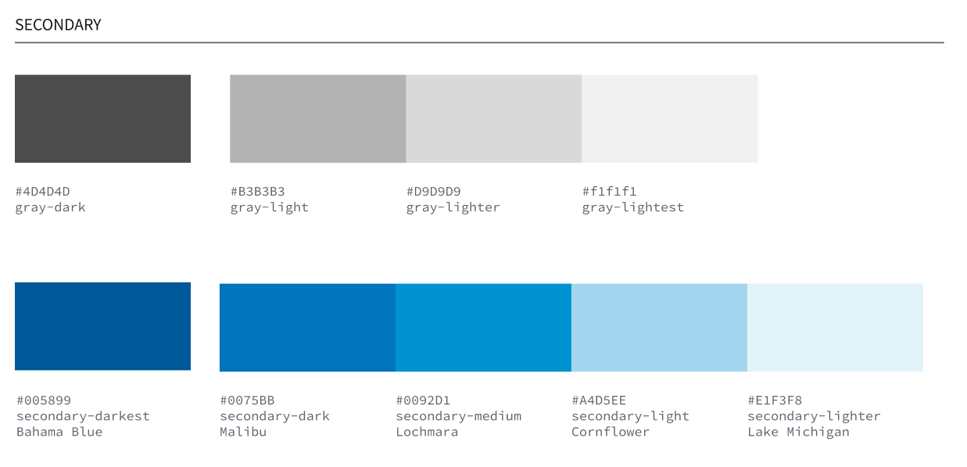 SECONDARY
#4D4D4D
gray-dark
#B3B3B3
gray-light
#D9D9D9
gray-lighter
#f1f1f1
gray-lightest
#005899
secondary-darkest
Bahama Blue
#0075BB
secondary-dark
Malibu
#0092D1
secondary-medium
Lochmara
#A4D5EE
secondary-light
Cornflower
#E1F3F8
secondary-lighter
Lake Michigan